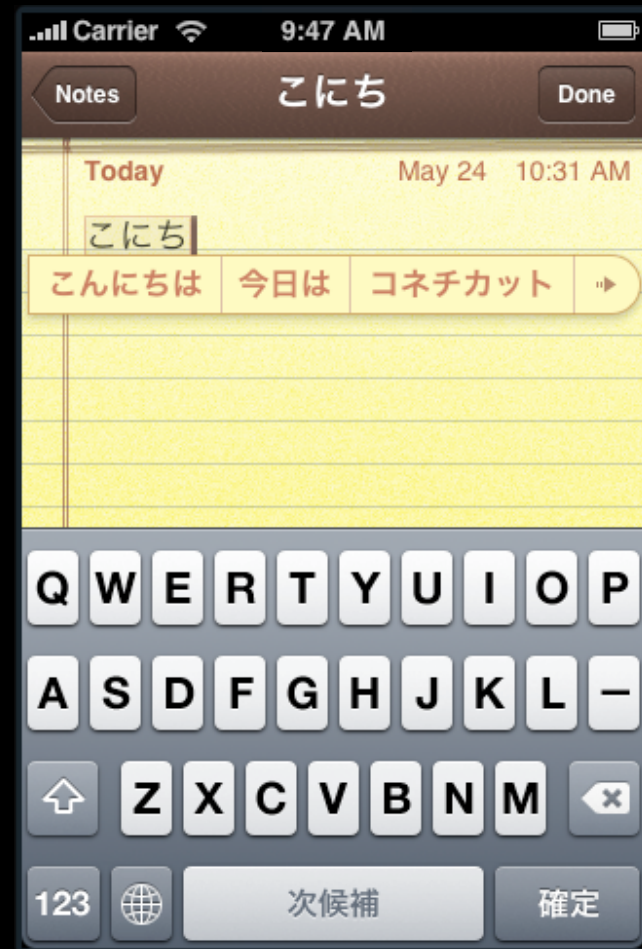 Carrier 9:47 AM
Notes こにち Done
Today May 24 10:31 AM
こにち
こんにちは 今日は コネチカット
Q W E R T Y U I O P
A S D F G H J K L ー
Z X C V B N M
123 次候補 確定